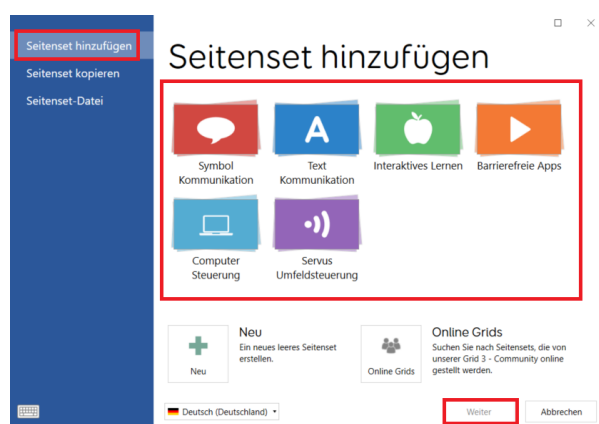 Seitenset hinzufügen
Seitenset kopieren
Seitenset-Datei
Seitenset hinzufügen
Symbol
Kommunikation
A
Text
Kommunikation
Interaktives Lernen
Barrierefreie Apps
Computer
Steuerung
Servus
Umfeldsteuerung
Neu
Neu
Ein neues leeres Seitenset
erstellen.
Online Grids
Online Grids
Suchen Sie nach Seitensets, die von
unserer Grid 3 - Community online
gestellt werden.
Deutsch (Deutschland)
Weiter
Abbrechen